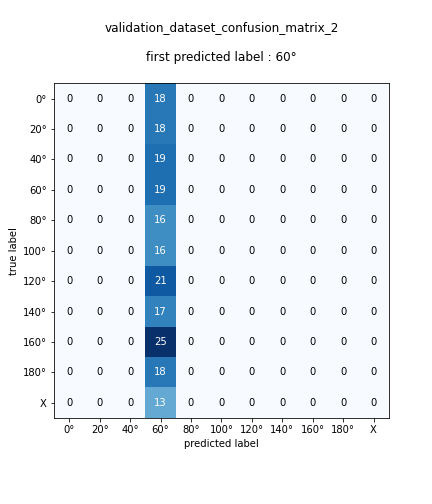 validation_dataset_confusion_matrix_2
first predicted label : 60°
0° 0 0 0 18 0 0 0 0 0 0 0
20° 0 0 0 18 0 0 0 0 0 0 0
40° 0 0 0 19 0 0 0 0 0 0 0
60° 0 0 0 19 0 0 0 0 0 0 0
80° 0 0 0 16 0 0 0 0 0 0 0
100° 0 0 0 16 0 0 0 0 0 0 0
120° 0 0 0 21 0 0 0 0 0 0 0
140° 0 0 0 17 0 0 0 0 0 0 0
160° 0 0 0 25 0 0 0 0 0 0 0
180° 0 0 0 18 0 0 0 0 0 0 0
X 0 0 0 13 0 0 0 0 0 0 0
true label
0° 20° 40° 60° 80° 100° 120° 140° 160° 180° X
predicted label